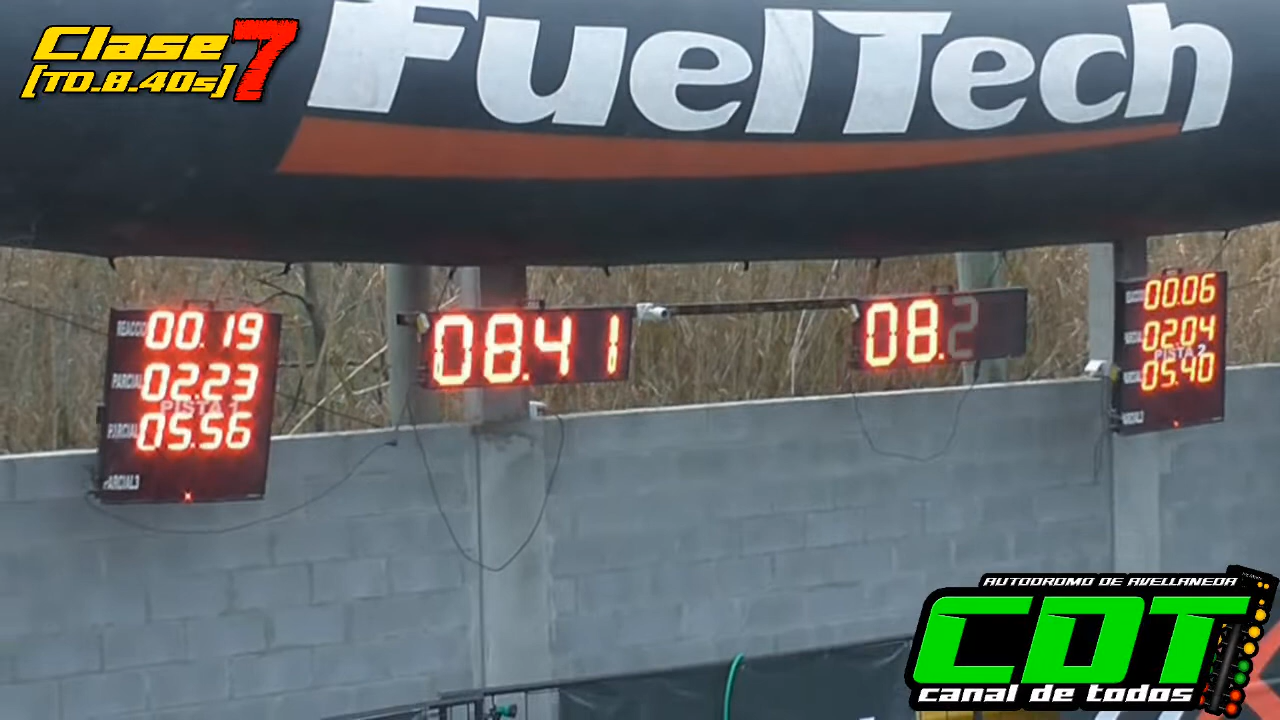 Clase 7
[TD.8.40s]
FuelTech
00.19
PARCIAL 02.23
PISTA 1
PARCIAL 05.56
PARCIAL3
08.41
08.2
00.06
02.04
PISTA 2
05.40
AUTODROMO DE AVELLANEDA
CDT
canal de todos